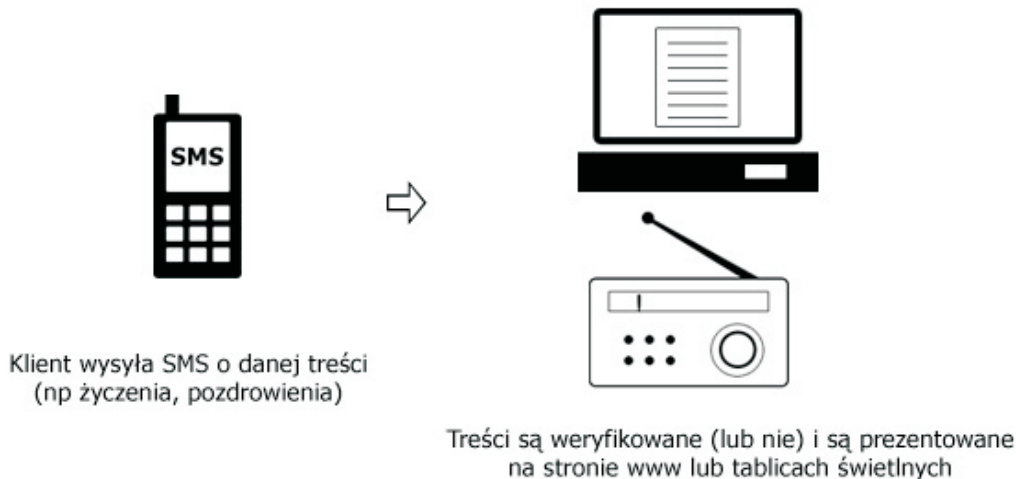 SMS
Klient wysyła SMS o danej treści
(np życzenia, pozdrowienia)
Treści są weryfikowane (lub nie) i są prezentowane
na stronie www lub tablicach świetlnych